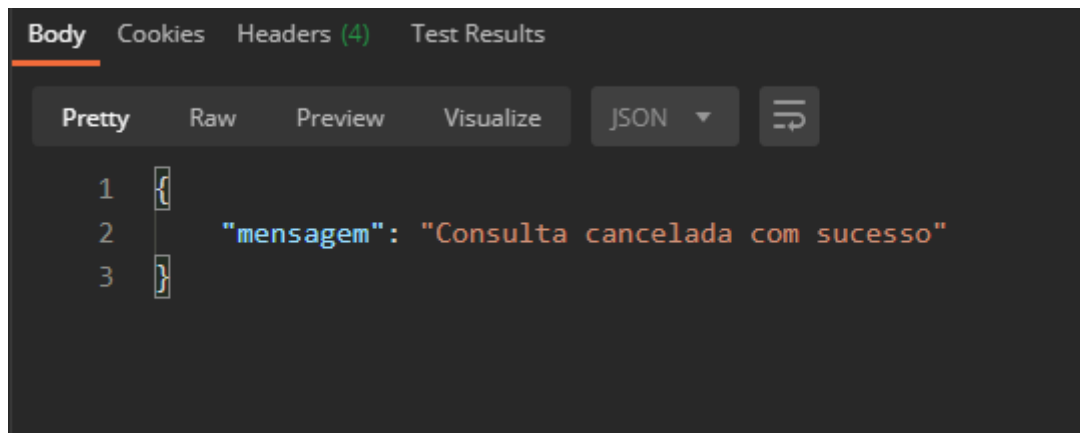 Body Cookies Headers (4) Test Results
Pretty Raw Preview Visualize JSON
1 {
2 "mensagem": "Consulta cancelada com sucesso"
3 }